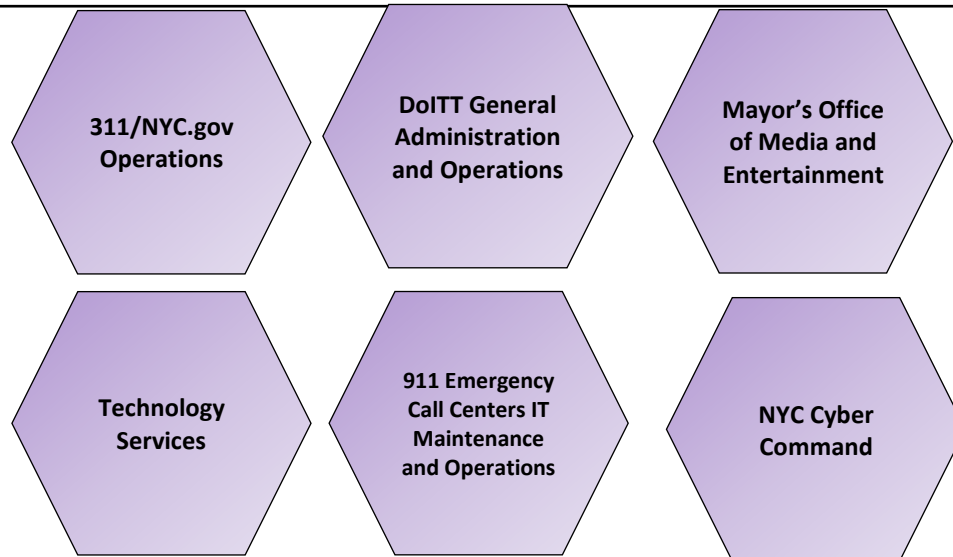 311/NYC.gov
Operations
DoITT General
Administration
and Operations
Mayor’s Office
of Media and
Entertainment
Technology
Services
911 Emergency
Call Centers IT
Maintenance
and Operations
NYC Cyber
Command